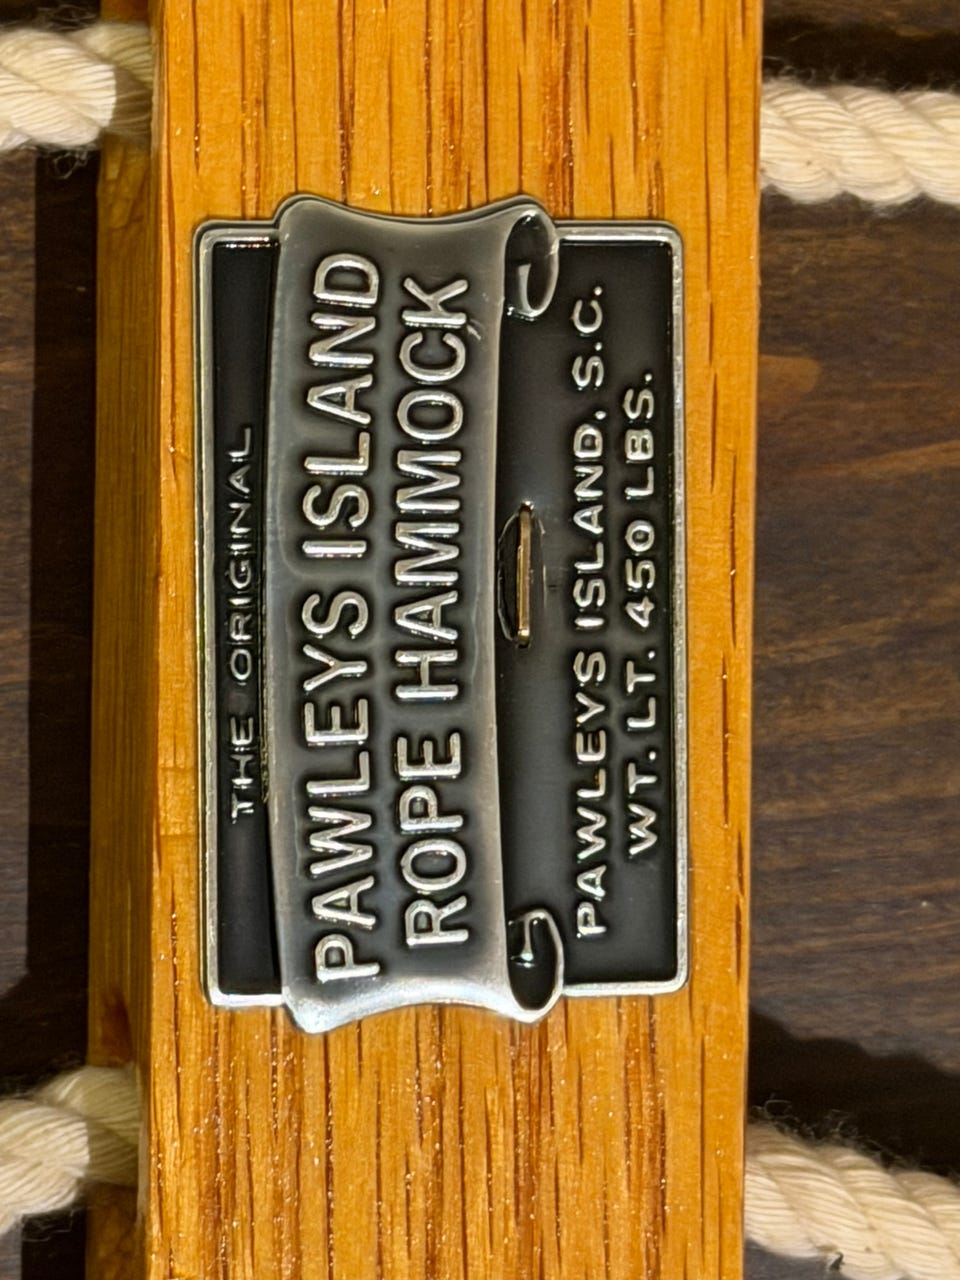 THE ORIGINAL
PAWLEYS ISLAND
ROPE HAMMOCK
PAWLEYS ISLAND, S.C.
WT. LT. 450 LBS.